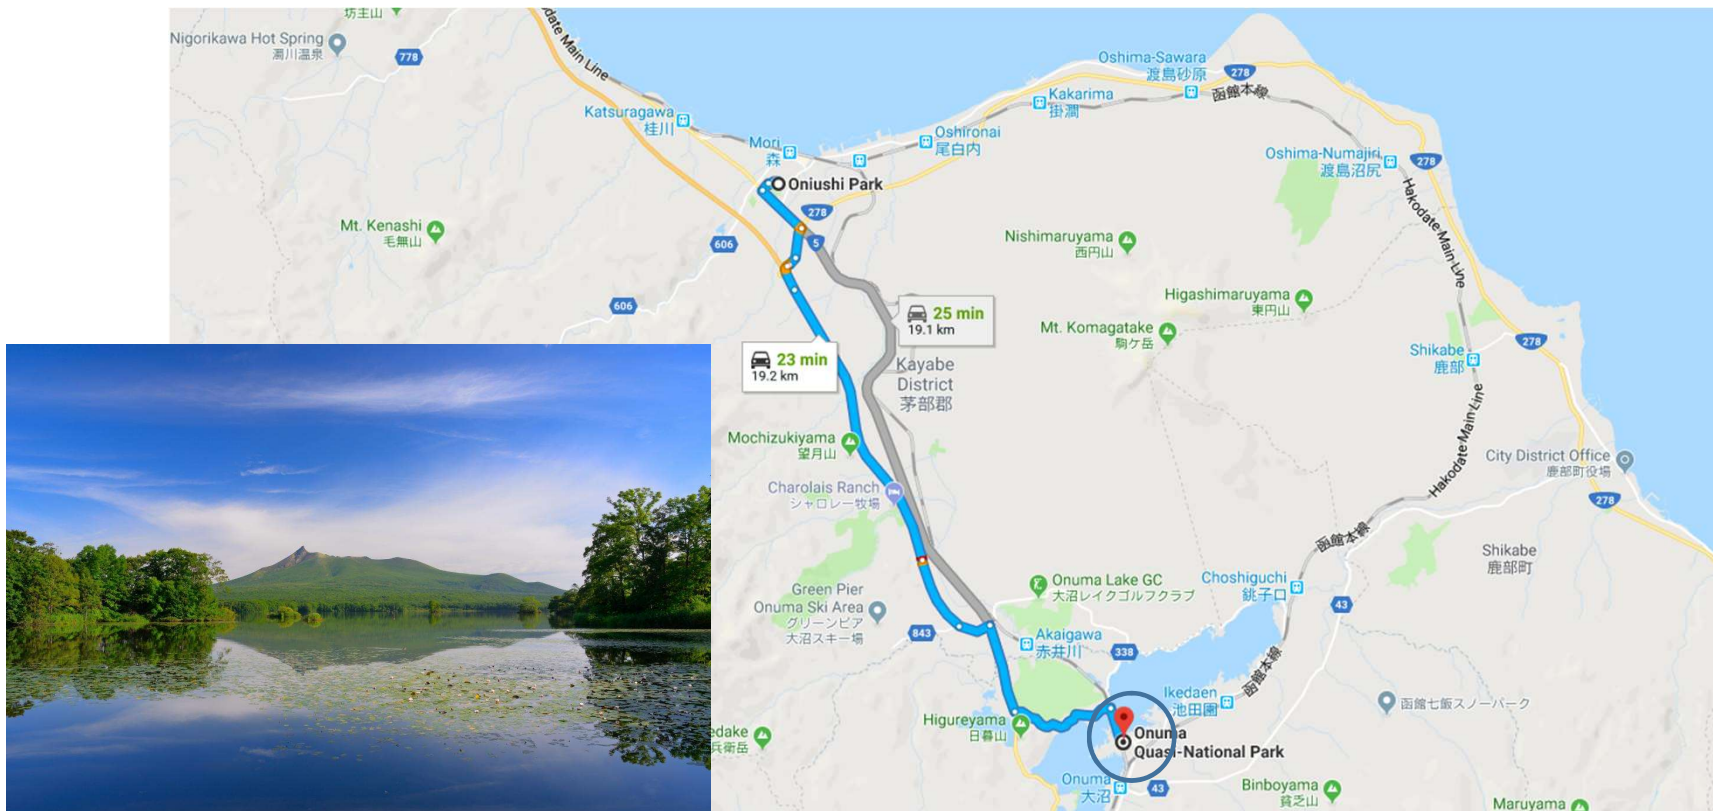 坊主山
Nigorikawa Hot Spring
濁川温泉
778
Hakodate Main Line
Oshima-Sawara
渡島砂原
278
函館本線
Katsuragawa
桂川
Kakarima
掛澗
Mori
森
Oshironai
尾白内
Oshima-Numajiri
渡島沼尻
278
Oniushi Park
Hakodate Main Line
Mt. Kenashi
毛無山
278
606
5
Nishimaruyama
西円山
606
Higashimaruyama
東円山
25 min
19.1 km
Mt. Komagatake
駒ケ岳
278
23 min
19.2 km
Kayabe
District
茅部郡
Shikabe
鹿部
Hakodate Main Line
Mochizukiyama
望月山
City District Office
鹿部町役場
Charolais Ranch
シャロレー牧場
278
函館本線
Shikabe
鹿部町
Green Pier
Onuma Ski Area
グリーンピア
大沼スキー場
Onuma Lake GC
大沼レイクゴルフクラブ
Choshiguchi
銚子口
43
843
Akaigawa
赤井川
338
函館本線
Ikedaen
池田園
函館七飯スノーパーク
Higureyama
日暮山
edake
兵衛岳
Onuma
Quasi-National Park
Onuma
大沼
43
Binboyama
貧乏山
Maruyama